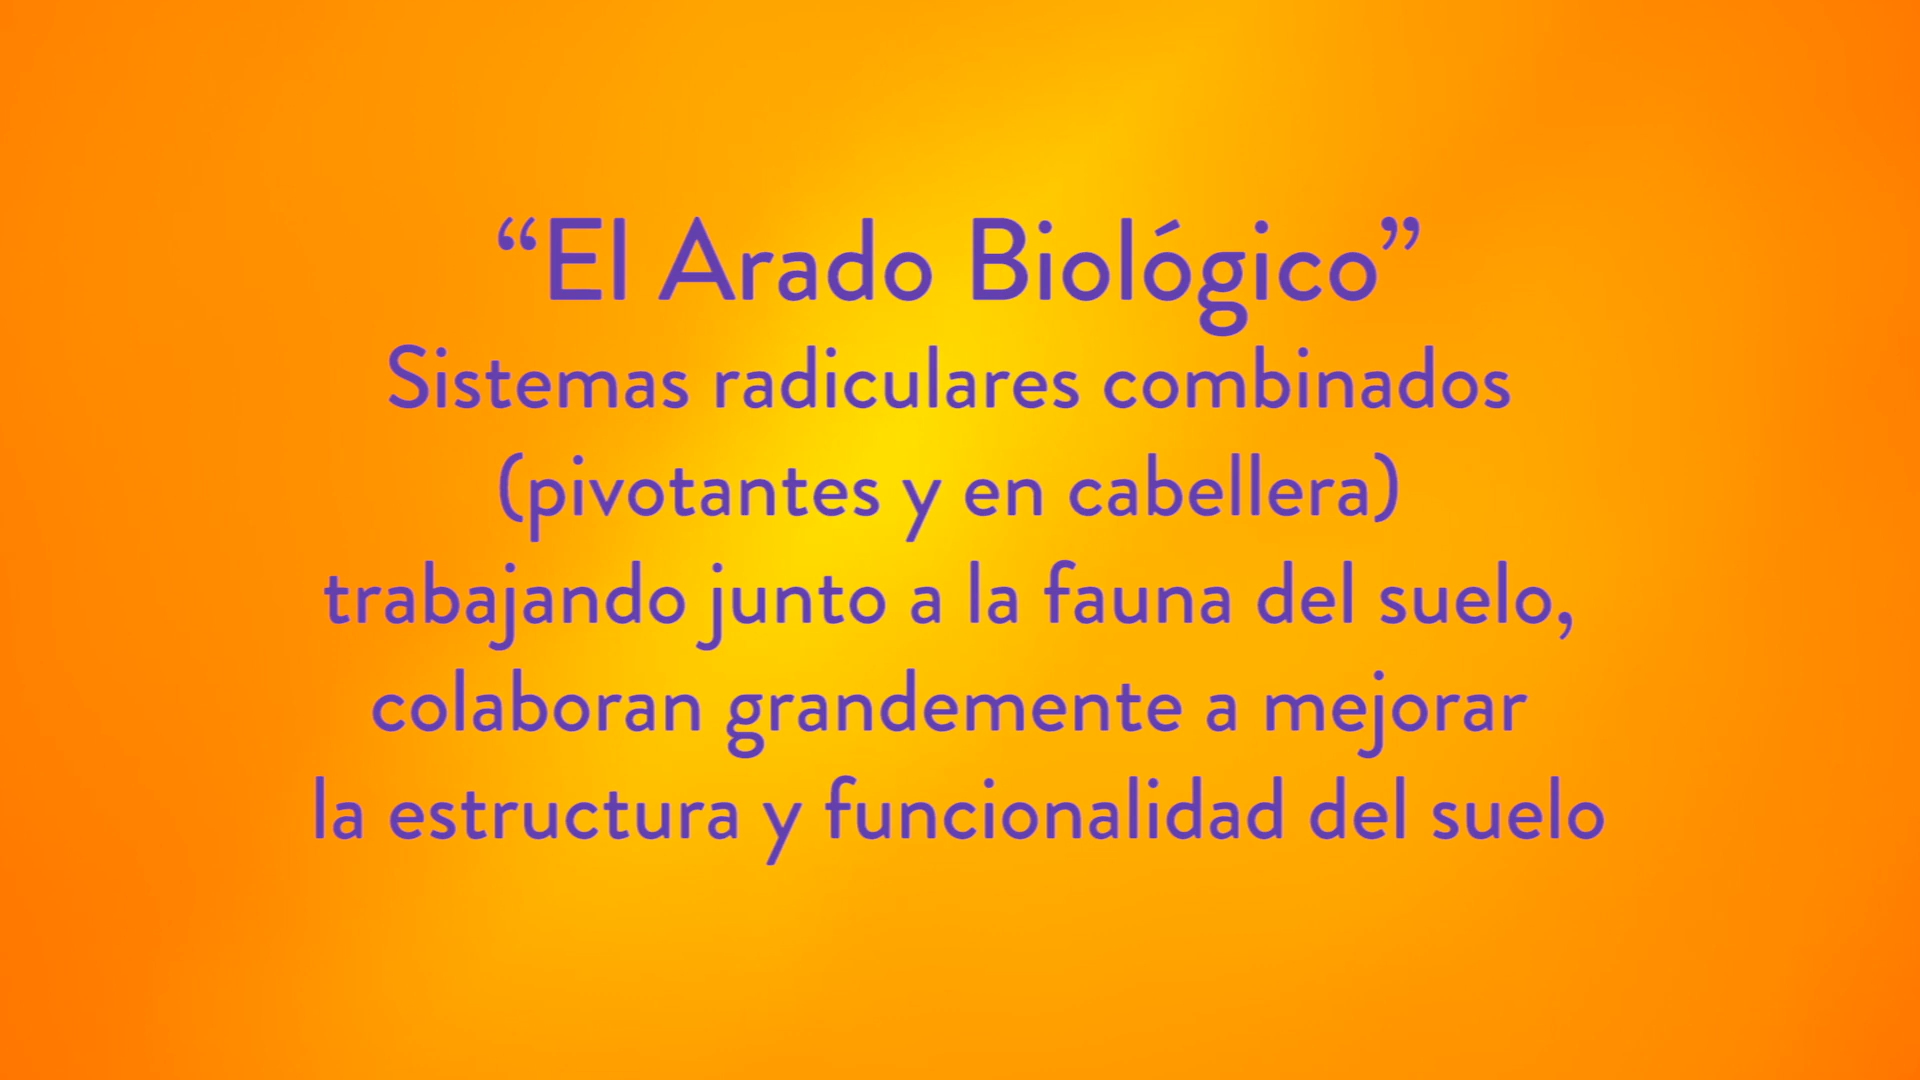 “El Arado Biológico”
Sistemas radiculares combinados
(pivotantes y en cabellera)
trabajando junto a la fauna del suelo,
colaboran grandemente a mejorar
la estructura y funcionalidad del suelo